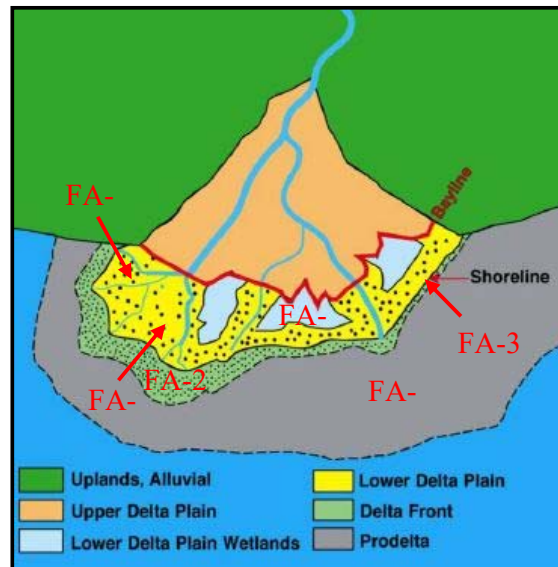 Bayline
FA-
Shoreline
FA-
FA-3
FA-
FA-2
FA-
Uplands, Alluvial
Upper Delta Plain
Lower Delta Plain Wetlands
Lower Delta Plain
Delta Front
Prodelta